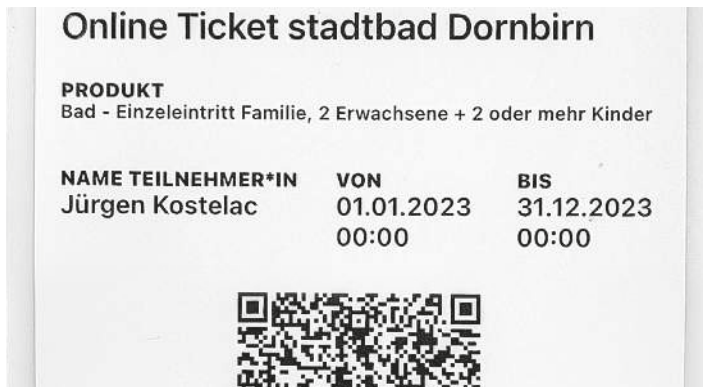 Online Ticket stadtbad Dornbirn
PRODUKT
Bad - Einzeleintritt Familie, 2 Erwachsene + 2 oder mehr Kinder
NAME TEILNEHMER*IN VON BIS
Jürgen Kostelac 01.01.2023 31.12.2023
00:00 00:00